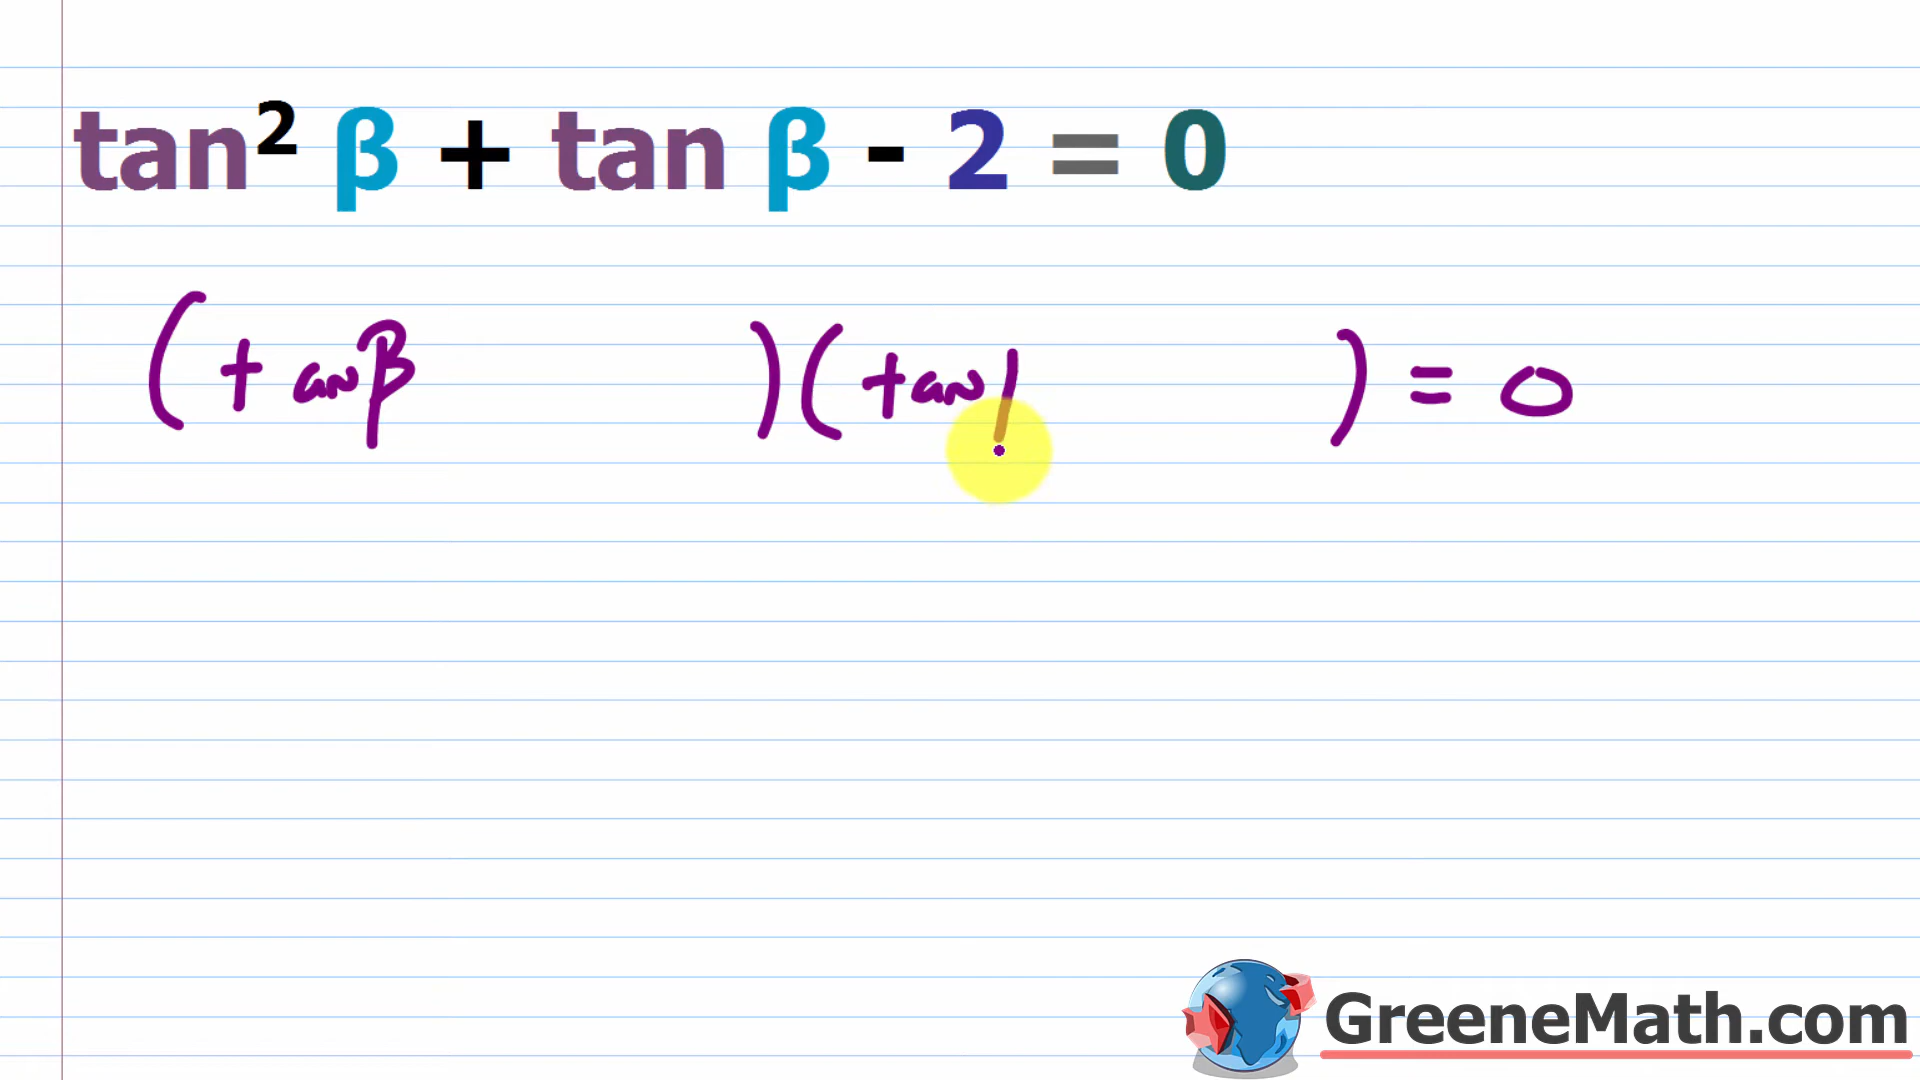 tan² β + tan β - 2 = 0
(tan β )(tan ) = 0
GreeneMath.com